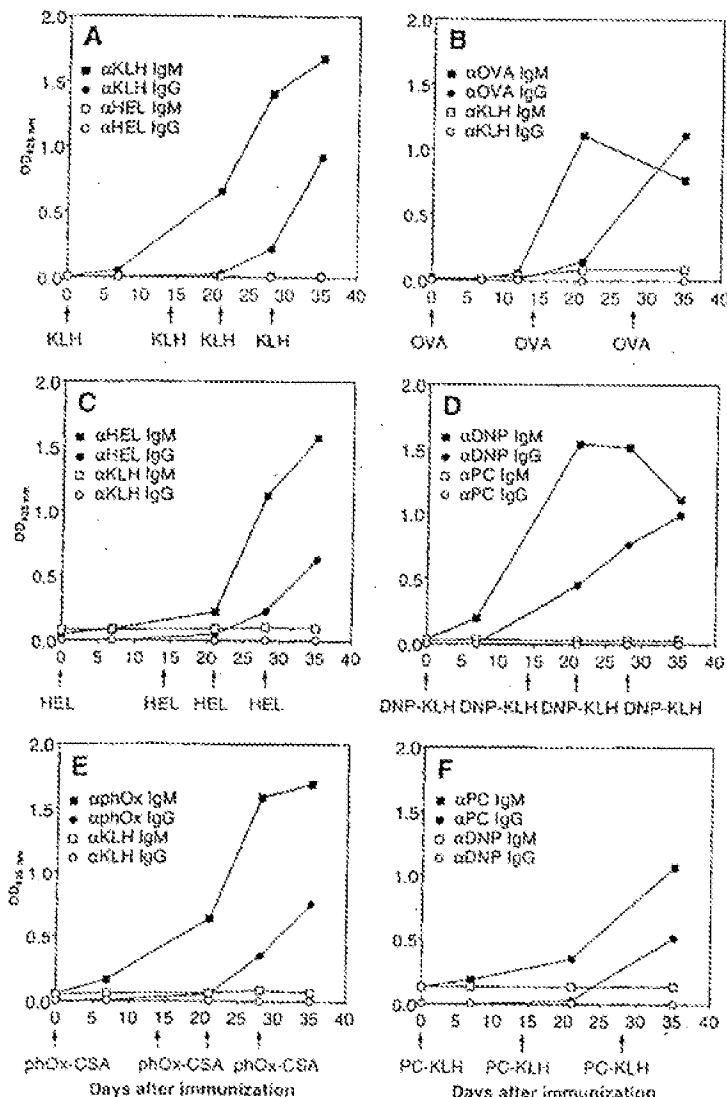 A
αKLH IgM
αKLH IgG
αHEL IgM
αHEL IgG
2.0
1.5
1.0
0.5
0.0
0 5 10 15 20 25 30 35 40
KLH KLH KLH KLH
B
αOVA IgM
αOVA IgG
αKLH IgM
αKLH IgG
2.0
1.5
1.0
0.5
0.0
0 5 10 15 20 25 30 35 40
OVA OVA OVA
C
αHEL IgM
αHEL IgG
αKLH IgM
αKLH IgG
2.0
1.5
1.0
0.5
0.0
0 5 10 15 20 25 30 35 40
HEL HEL HEL HEL
D
αDNP IgM
αDNP IgG
αPC IgM
αPC IgG
2.0
1.5
1.0
0.5
0.0
0 5 10 15 20 25 30 35 40
DNP-KLH DNP-KLH DNP-KLH DNP-KLH
E
αphOx IgM
αphOx IgG
αKLH IgM
αKLH IgG
2.0
1.5
1.0
0.5
0.0
0 5 10 15 20 25 30 35 40
phOx-CSA phOx-CSA phOx-CSA
Days after immunization
F
αPC IgM
αPC IgG
αDNP IgM
αDNP IgG
2.0
1.5
1.0
0.5
0.0
0 5 10 15 20 25 30 35 40
PC-KLH PC-KLH PC-KLH
Days after immunization